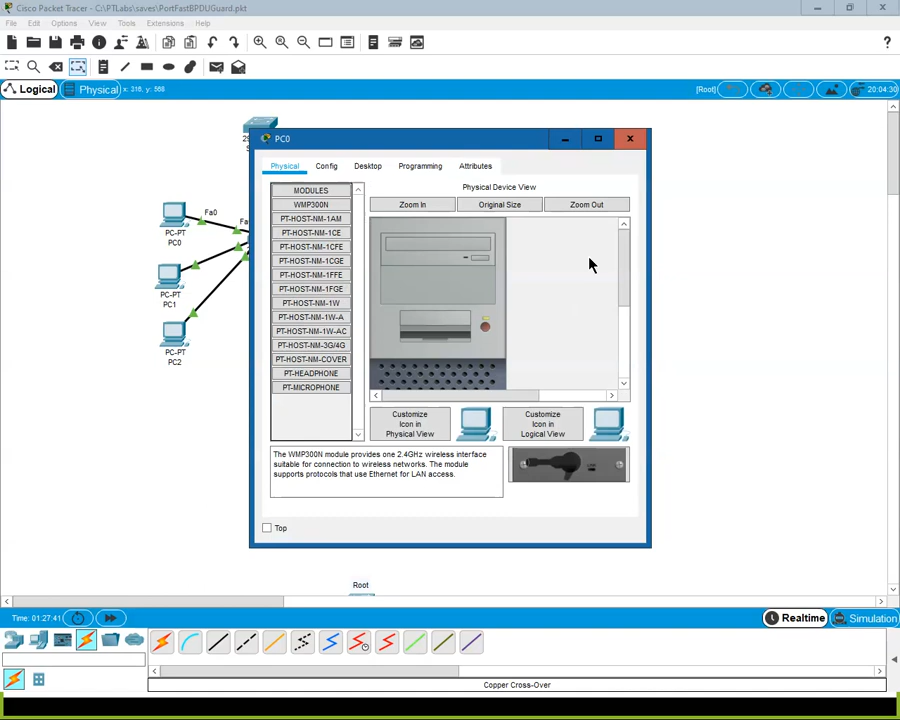 Cisco Packet Tracer - C:\PTLabs\saves\PortFastBPDUGuard.pkt
File Edit Options View Tools Extensions Help
Logical Physical x: 316, y: 568 [Root] 20:04:30
PC0
Physical Config Desktop Programming Attributes
MODULES
WMP300N
PT-HOST-NM-1AM
PT-HOST-NM-1CE
PT-HOST-NM-1CFE
PT-HOST-NM-1CGE
PT-HOST-NM-1FFE
PT-HOST-NM-1FGE
PT-HOST-NM-1W
PT-HOST-NM-1W-A
PT-HOST-NM-1W-AC
PT-HOST-NM-3G/4G
PT-HOST-NM-COVER
PT-HEADPHONE
PT-MICROPHONE
Physical Device View
Zoom In Original Size Zoom Out
Customize
Icon in
Physical View
Customize
Icon in
Logical View
The WMP300N module provides one 2.4GHz wireless interface
suitable for connection to wireless networks. The module
supports protocols that use Ethernet for LAN access.
Top
Fa0
PC-PT
PC0
PC-PT
PC1
PC-PT
PC2
Root
Time: 01:27:41 Realtime Simulation
Copper Cross-Over